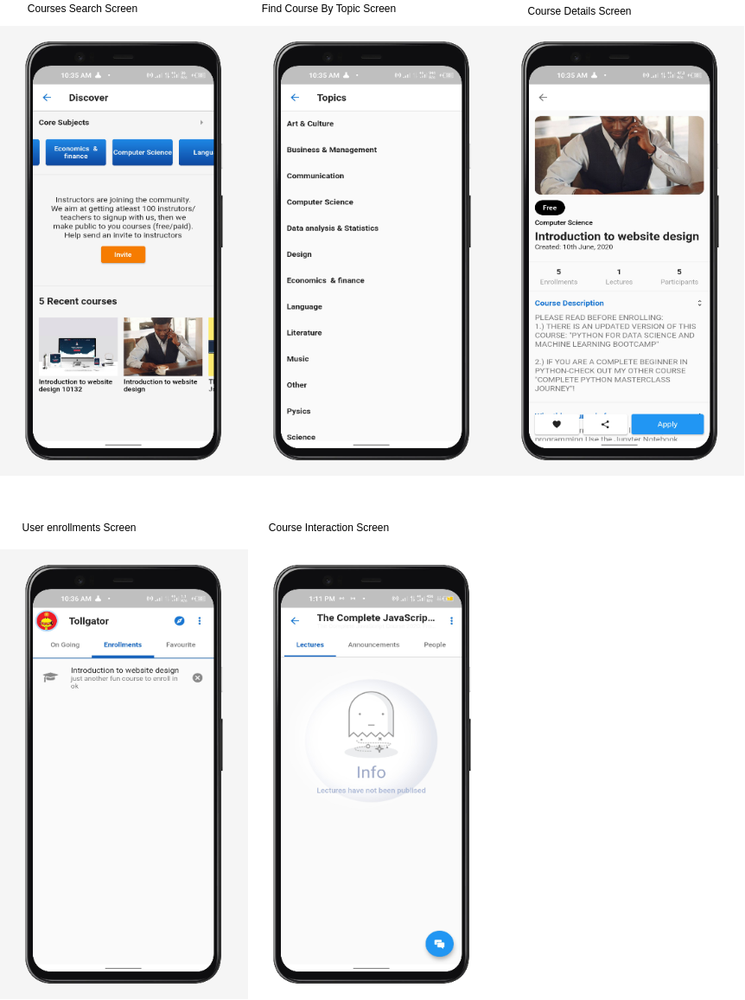 Courses Search Screen
Find Course By Topic Screen
Course Details Screen
10:35 AM
Discover
Core Subjects
Economics & finance
Computer Science
Langu
Instructors are joining the community.
We aim at getting atleast 100 instrutors/
teachers to signup with us, then we
make public to you courses (free/paid).
Help send an invite to instructors
Invite
5 Recent courses
Introduction to website
design 10132
Introduction to website
design
10:35 AM
Topics
Art & Culture
Business & Management
Communication
Computer Science
Data analysis & Statistics
Design
Economics & finance
Language
Literature
Music
Other
Pysics
Science
10:35 AM
Free
Computer Science
Introduction to website design
Created: 10th June, 2020
5 1 5
Enrollments Lectures Participants
Course Description
PLEASE READ BEFORE ENROLLING:
1.) THERE IS AN UPDATED VERSION OF THIS
COURSE: "PYTHON FOR DATA SCIENCE AND
MACHINE LEARNING BOOTCAMP"
2.) IF YOU ARE A COMPLETE BEGINNER IN
PYTHON-CHECK OUT MY OTHER COURSE
"COMPLETE PYTHON MASTERCLASS
JOURNEY"!
Apply
programming Use the Jupyter Notebook
User enrollments Screen
Course Interaction Screen
10:36 AM
Tollgator
On Going Enrollments Favourite
Introduction to website design
just another fun course to enroll in
ok
1:11 PM
The Complete JavaScrip...
Lectures Announcements People
Info
Lectures have not been publised